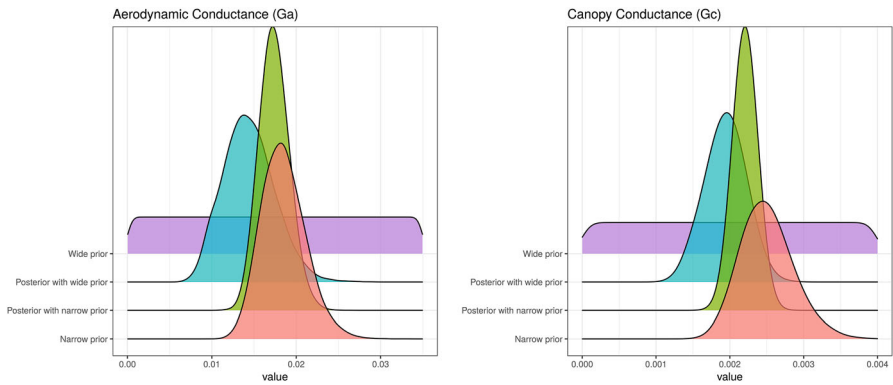 Aerodynamic Conductance (Ga)
Wide prior
Posterior with wide prior
Posterior with narrow prior
Narrow prior
0.00 0.01 0.02 0.03
value
Canopy Conductance (Gc)
Wide prior
Posterior with wide prior
Posterior with narrow prior
Narrow prior
0.000 0.001 0.002 0.003 0.004
value